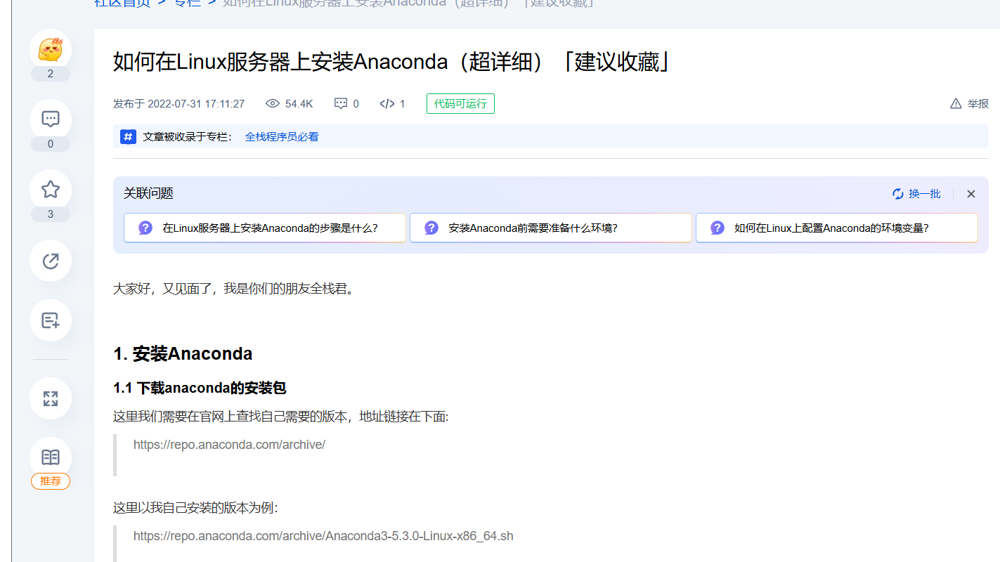 社区首页 > 专栏 > 如何在Linux服务器上安装Anaconda（超详细）「建议收藏」
666
2
0
3
推荐
如何在Linux服务器上安装Anaconda（超详细）「建议收藏」
发布于 2022-07-31 17:11:27 54.4K 0 </> 1 代码可运行 举报
# 文章被收录于专栏： 全栈程序员必看
关联问题 换一批
在Linux服务器上安装Anaconda的步骤是什么？ 安装Anaconda前需要准备什么环境？ 如何在Linux上配置Anaconda的环境变量？
大家好，又见面了，我是你们的朋友全栈君。
1. 安装Anaconda
1.1 下载anaconda的安装包
这里我们需要在官网上查找自己需要的版本，地址链接在下面:
https://repo.anaconda.com/archive/
这里以我自己安装的版本为例：
https://repo.anaconda.com/archive/Anaconda3-5.3.0-Linux-x86_64.sh